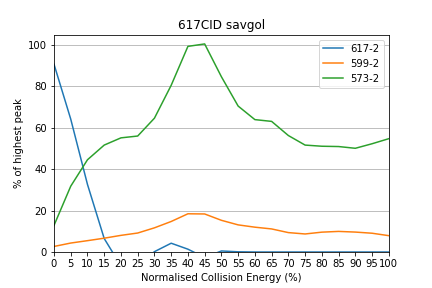 617CID savgol
617-2
599-2
573-2
% of highest peak
100
80
60
40
20
0
0 5 10 15 20 25 30 35 40 45 50 55 60 65 70 75 80 85 90 95 100
Normalised Collision Energy (%)